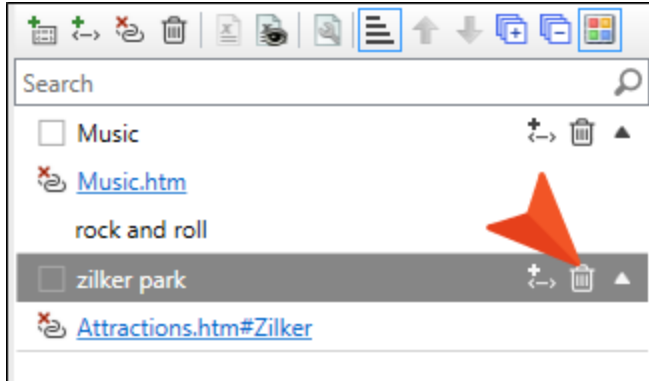 Search
Music
Music.htm
rock and roll
zilker park
Attractions.htm#Zilker